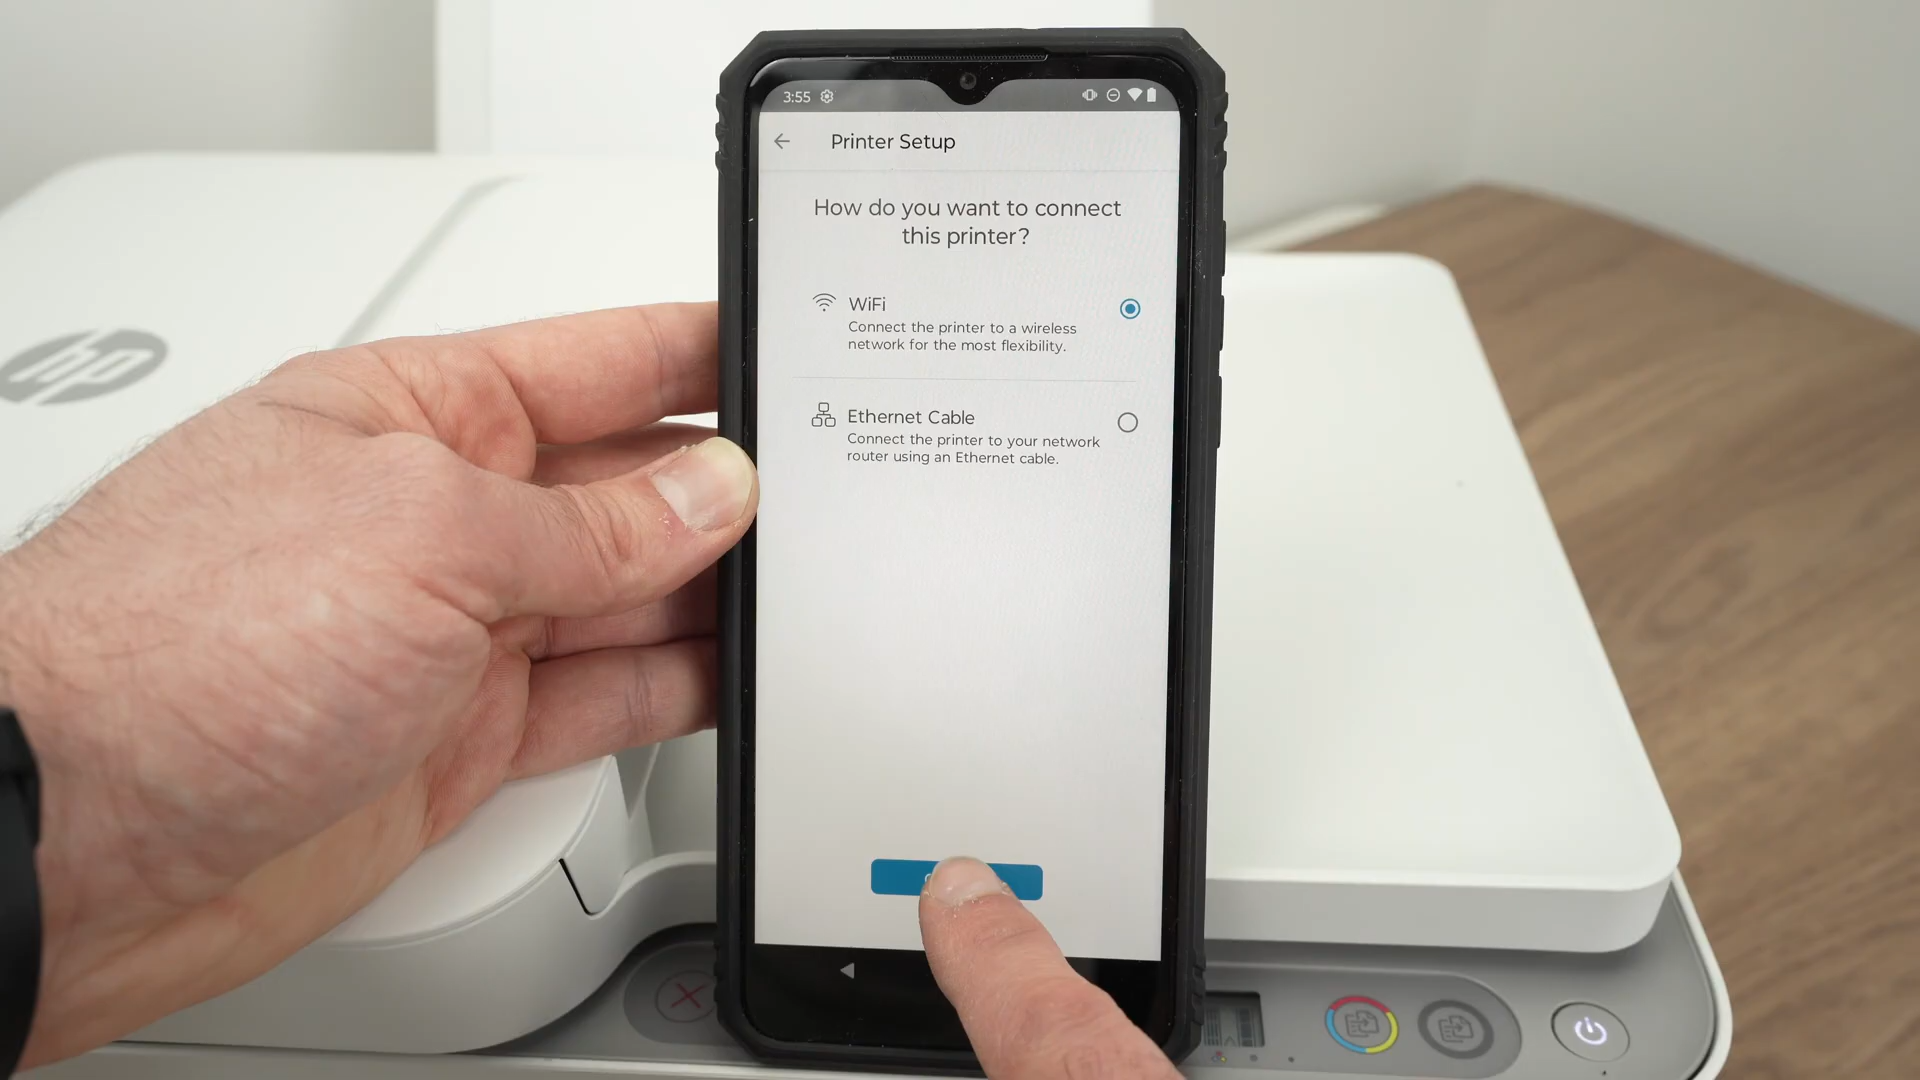 3:55
Printer Setup
How do you want to connect
this printer?
WiFi
Connect the printer to a wireless
network for the most flexibility.
Ethernet Cable
Connect the printer to your network
router using an Ethernet cable.
hp